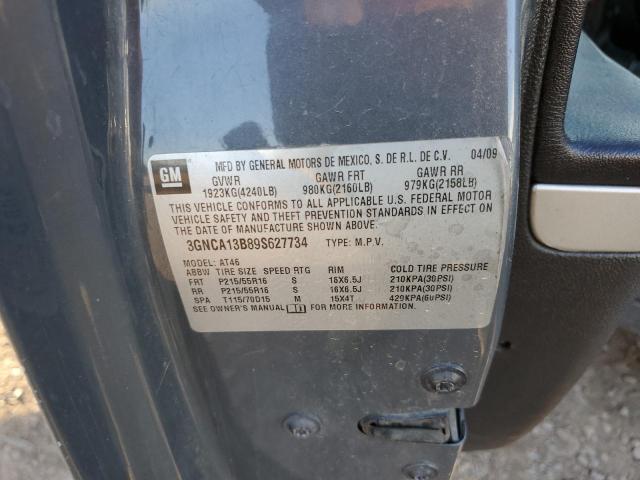 GM
MFD BY GENERAL MOTORS DE MEXICO, S. DE R.L. DE C.V. 04/09
GVWR GAWR FRT GAWR RR
1923KG(4240LB) 980KG(2160LB) 979KG(2158LB)
THIS VEHICLE CONFORMS TO ALL APPLICABLE U.S. FEDERAL MOTOR
VEHICLE SAFETY AND THEFT PREVENTION STANDARDS IN EFFECT ON
THE DATE OF MANUFACTURE SHOWN ABOVE.
3GNCA13B89S627734 TYPE: M.P.V.
MODEL: AT46
ABBW TIRE SIZE SPEED RTG RIM COLD TIRE PRESSURE
FRT P215/55R16 S 16X6.5J 210KPA(30PSI)
RR P215/55R16 S 16X6.5J 210KPA(30PSI)
SPA T115/70D15 M 15X4T 420KPA(60PSI)
SEE OWNER'S MANUAL FOR MORE INFORMATION.